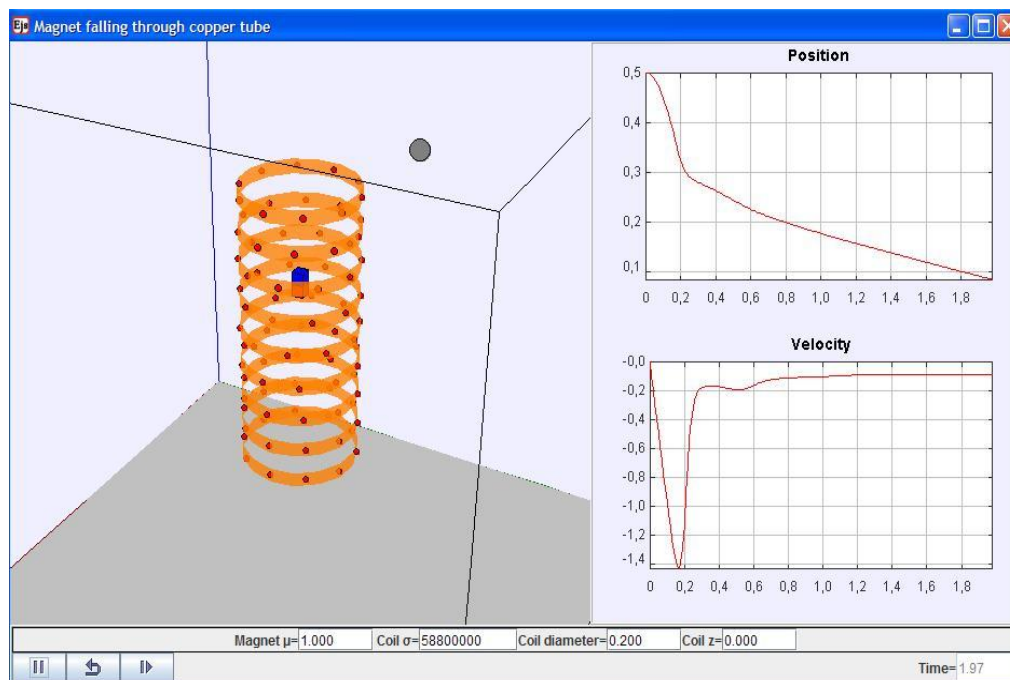 Ejs Magnet falling through copper tube
Position
0,5
0,4
0,3
0,2
0,1
0 0,2 0,4 0,6 0,8 1,0 1,2 1,4 1,6 1,8
Velocity
-0,0
-0,2
-0,4
-0,6
-0,8
-1,0
-1,2
-1,4
0 0,2 0,4 0,6 0,8 1,0 1,2 1,4 1,6 1,8
Magnet μ= 1.000 Coil σ= 58800000 Coil diameter= 0.200 Coil z= 0.000
Time= 1.97